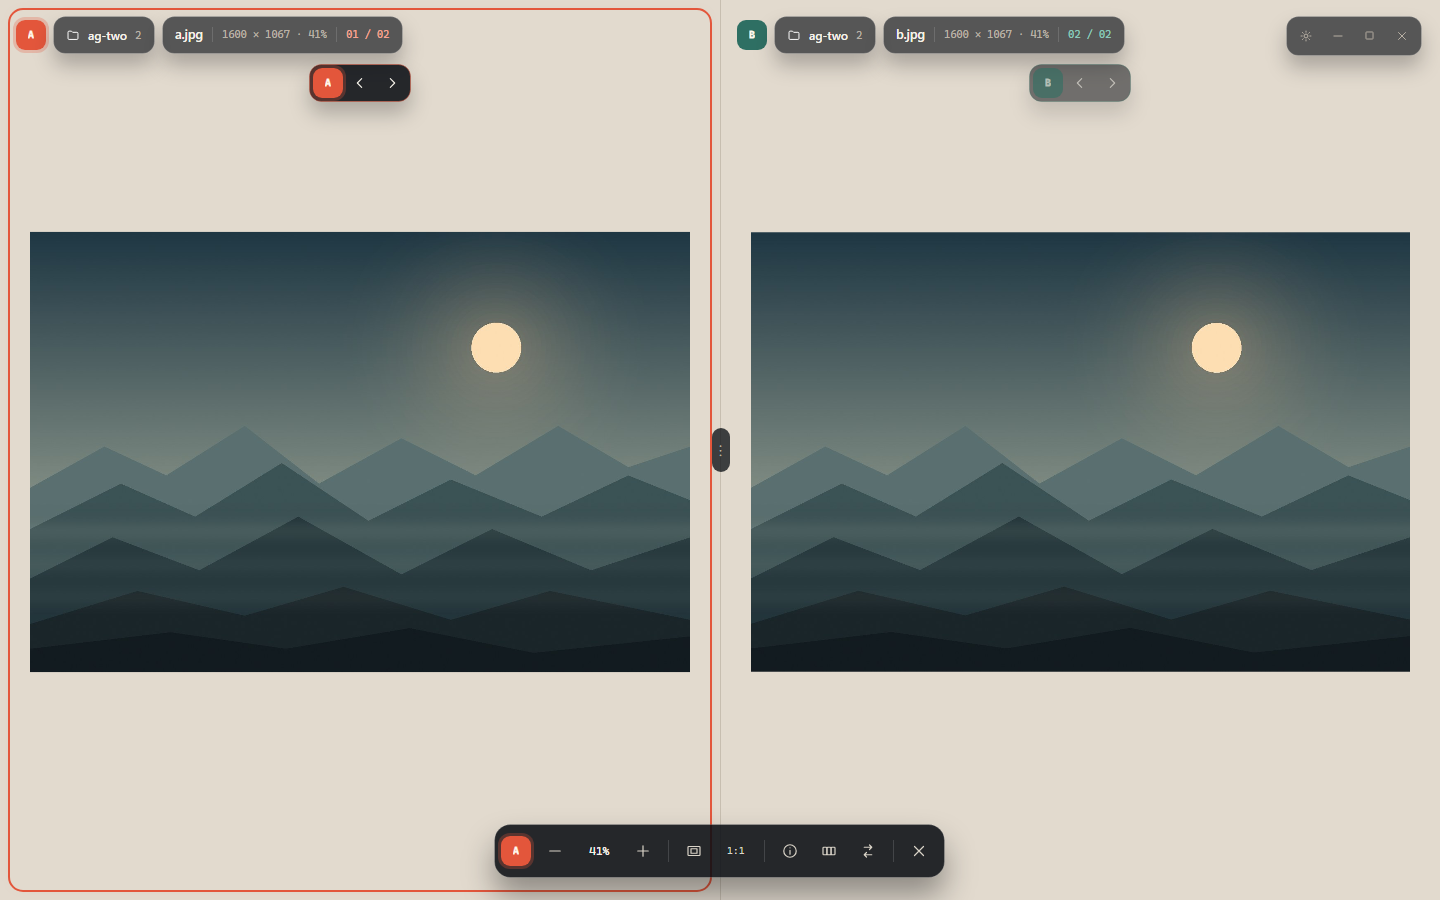 A ag-two 2 a.jpg 1600 × 1067 · 41% 01 / 02
B ag-two 2 b.jpg 1600 × 1067 · 41% 02 / 02
A
B
A 41% 1:1